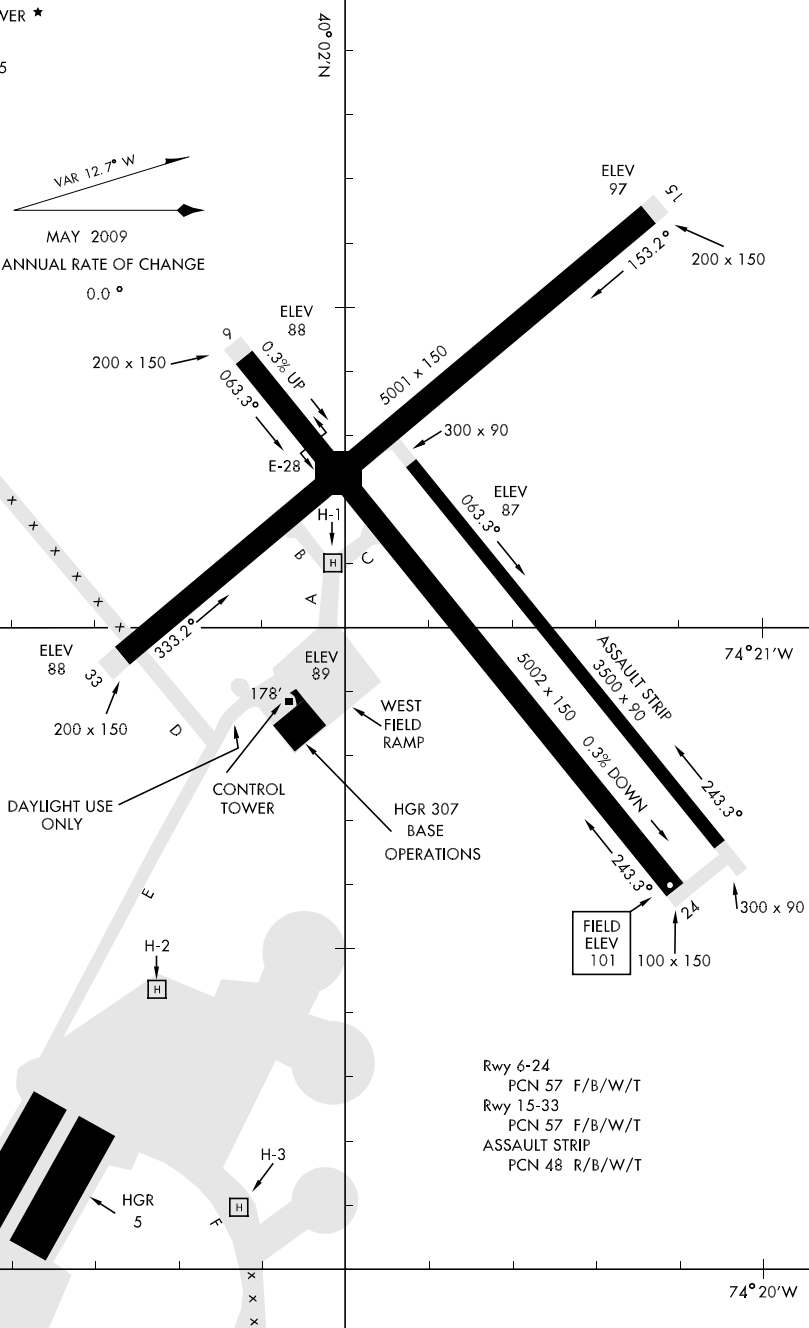 VER ★
5
40°02'N
VAR 12.7° W
MAY 2009
ANNUAL RATE OF CHANGE
0.0 °
ELEV
97
15
153.2°
200 x 150
ELEV
88
6
200 x 150
0.3% UP
063.3°
5001 x 150
300 x 90
E-28
ELEV
87
063.3°
H-1
H
B
C
A
333.2°
ELEV
88
33
200 x 150
ELEV
89
178'
WEST
FIELD
RAMP
74°21'W
ASSAULT STRIP
3500 x 90
5002 x 150
0.3% DOWN
243.3°
243.3°
D
DAYLIGHT USE
ONLY
CONTROL
TOWER
HGR 307
BASE
OPERATIONS
E
24
300 x 90
FIELD
ELEV
101
100 x 150
H-2
H
Rwy 6-24
PCN 57 F/B/W/T
Rwy 15-33
PCN 57 F/B/W/T
ASSAULT STRIP
PCN 48 R/B/W/T
H-3
H
HGR
5
F
74°20'W